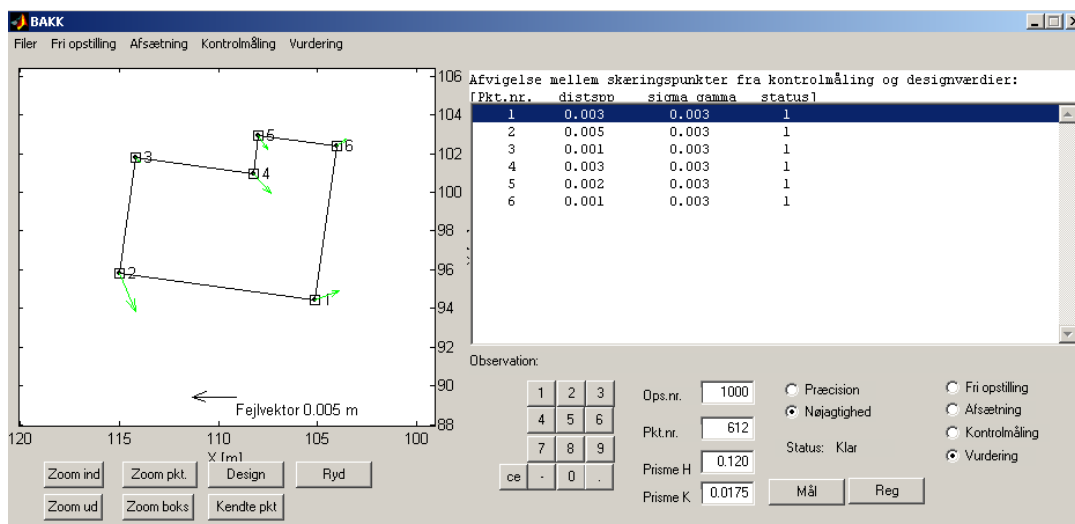 BAKK
Filer Fri opstilling Afsætning Kontrolmåling Vurdering
106
104
102
100
98
96
94
92
90
88
120 115 110 105 100
X [m]
1
2
3
4
5
6
Fejlvektor 0.005 m
Zoom ind Zoom pkt. Design Ryd
Zoom ud Zoom boks Kendte pkt
Afvigelse mellem skæringspunkter fra kontrolmåling og designværdier:
[Pkt.nr. distspp sigma gamma status]
1 0.003 0.003 1
2 0.005 0.003 1
3 0.001 0.003 1
4 0.003 0.003 1
5 0.002 0.003 1
6 0.001 0.003 1
Observation:
1 2 3
4 5 6
7 8 9
ce - 0 .
Ops.nr. 1000
Pkt.nr. 612
Prisme H 0.120
Prisme K 0.0175
Præcision
Nøjagtighed
Status: Klar
Mål Reg
Fri opstilling
Afsætning
Kontrolmåling
Vurdering